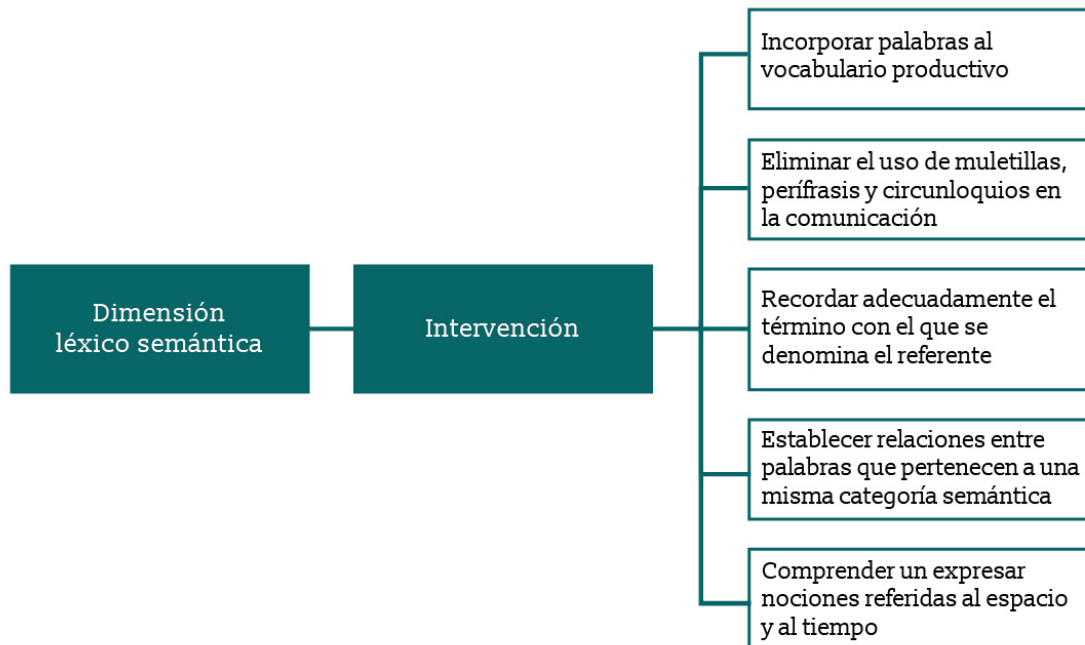 Dimensión
léxico semántica
Intervención
Incorporar palabras al
vocabulario productivo
Eliminar el uso de muletillas,
perífrasis y circunloquios en
la comunicación
Recordar adecuadamente el
término con el que se
denomina el referente
Establecer relaciones entre
palabras que pertenecen a una
misma categoría semántica
Comprender un expresar
nociones referidas al espacio
y al tiempo